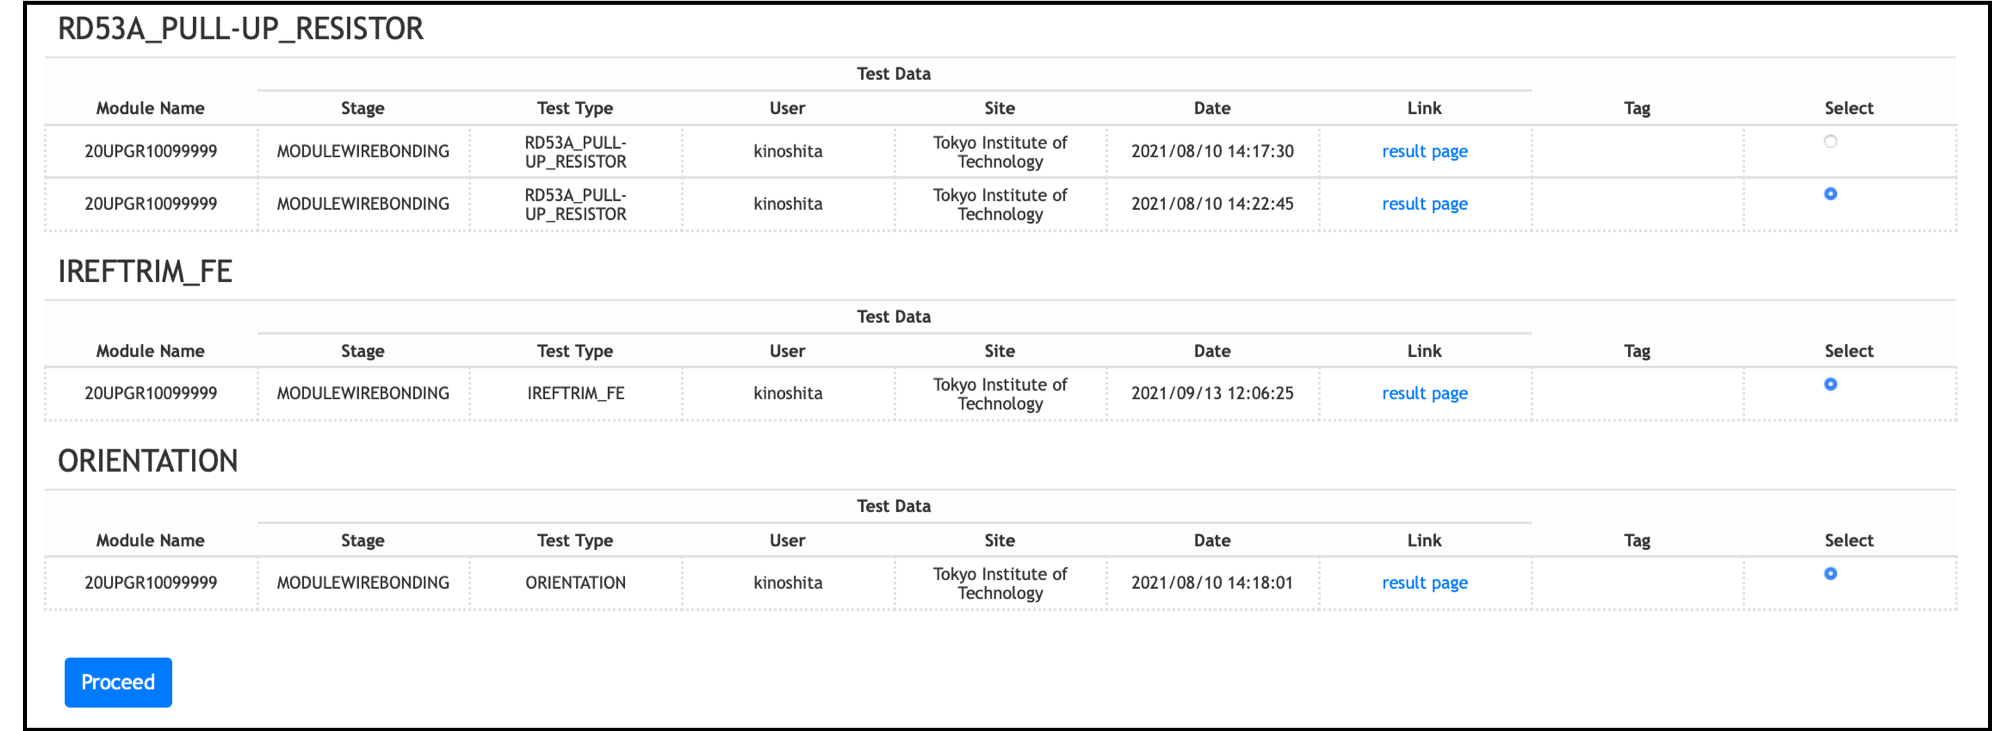 RD53A_PULL-UP_RESISTOR
Test Data
Module Name Stage Test Type User Site Date Link Tag Select
20UPGR10099999 MODULEWIREBONDING RD53A_PULL-UP_RESISTOR kinoshita Tokyo Institute of Technology 2021/08/10 14:17:30 result page
20UPGR10099999 MODULEWIREBONDING RD53A_PULL-UP_RESISTOR kinoshita Tokyo Institute of Technology 2021/08/10 14:22:45 result page
IREFTRIM_FE
Test Data
Module Name Stage Test Type User Site Date Link Tag Select
20UPGR10099999 MODULEWIREBONDING IREFTRIM_FE kinoshita Tokyo Institute of Technology 2021/09/13 12:06:25 result page
ORIENTATION
Test Data
Module Name Stage Test Type User Site Date Link Tag Select
20UPGR10099999 MODULEWIREBONDING ORIENTATION kinoshita Tokyo Institute of Technology 2021/08/10 14:18:01 result page
Proceed